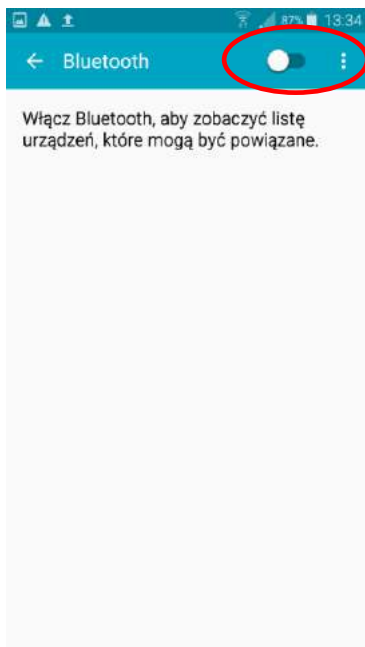 87% 13:34
Bluetooth
Włącz Bluetooth, aby zobaczyć listę
urządzeń, które mogą być powiązane.